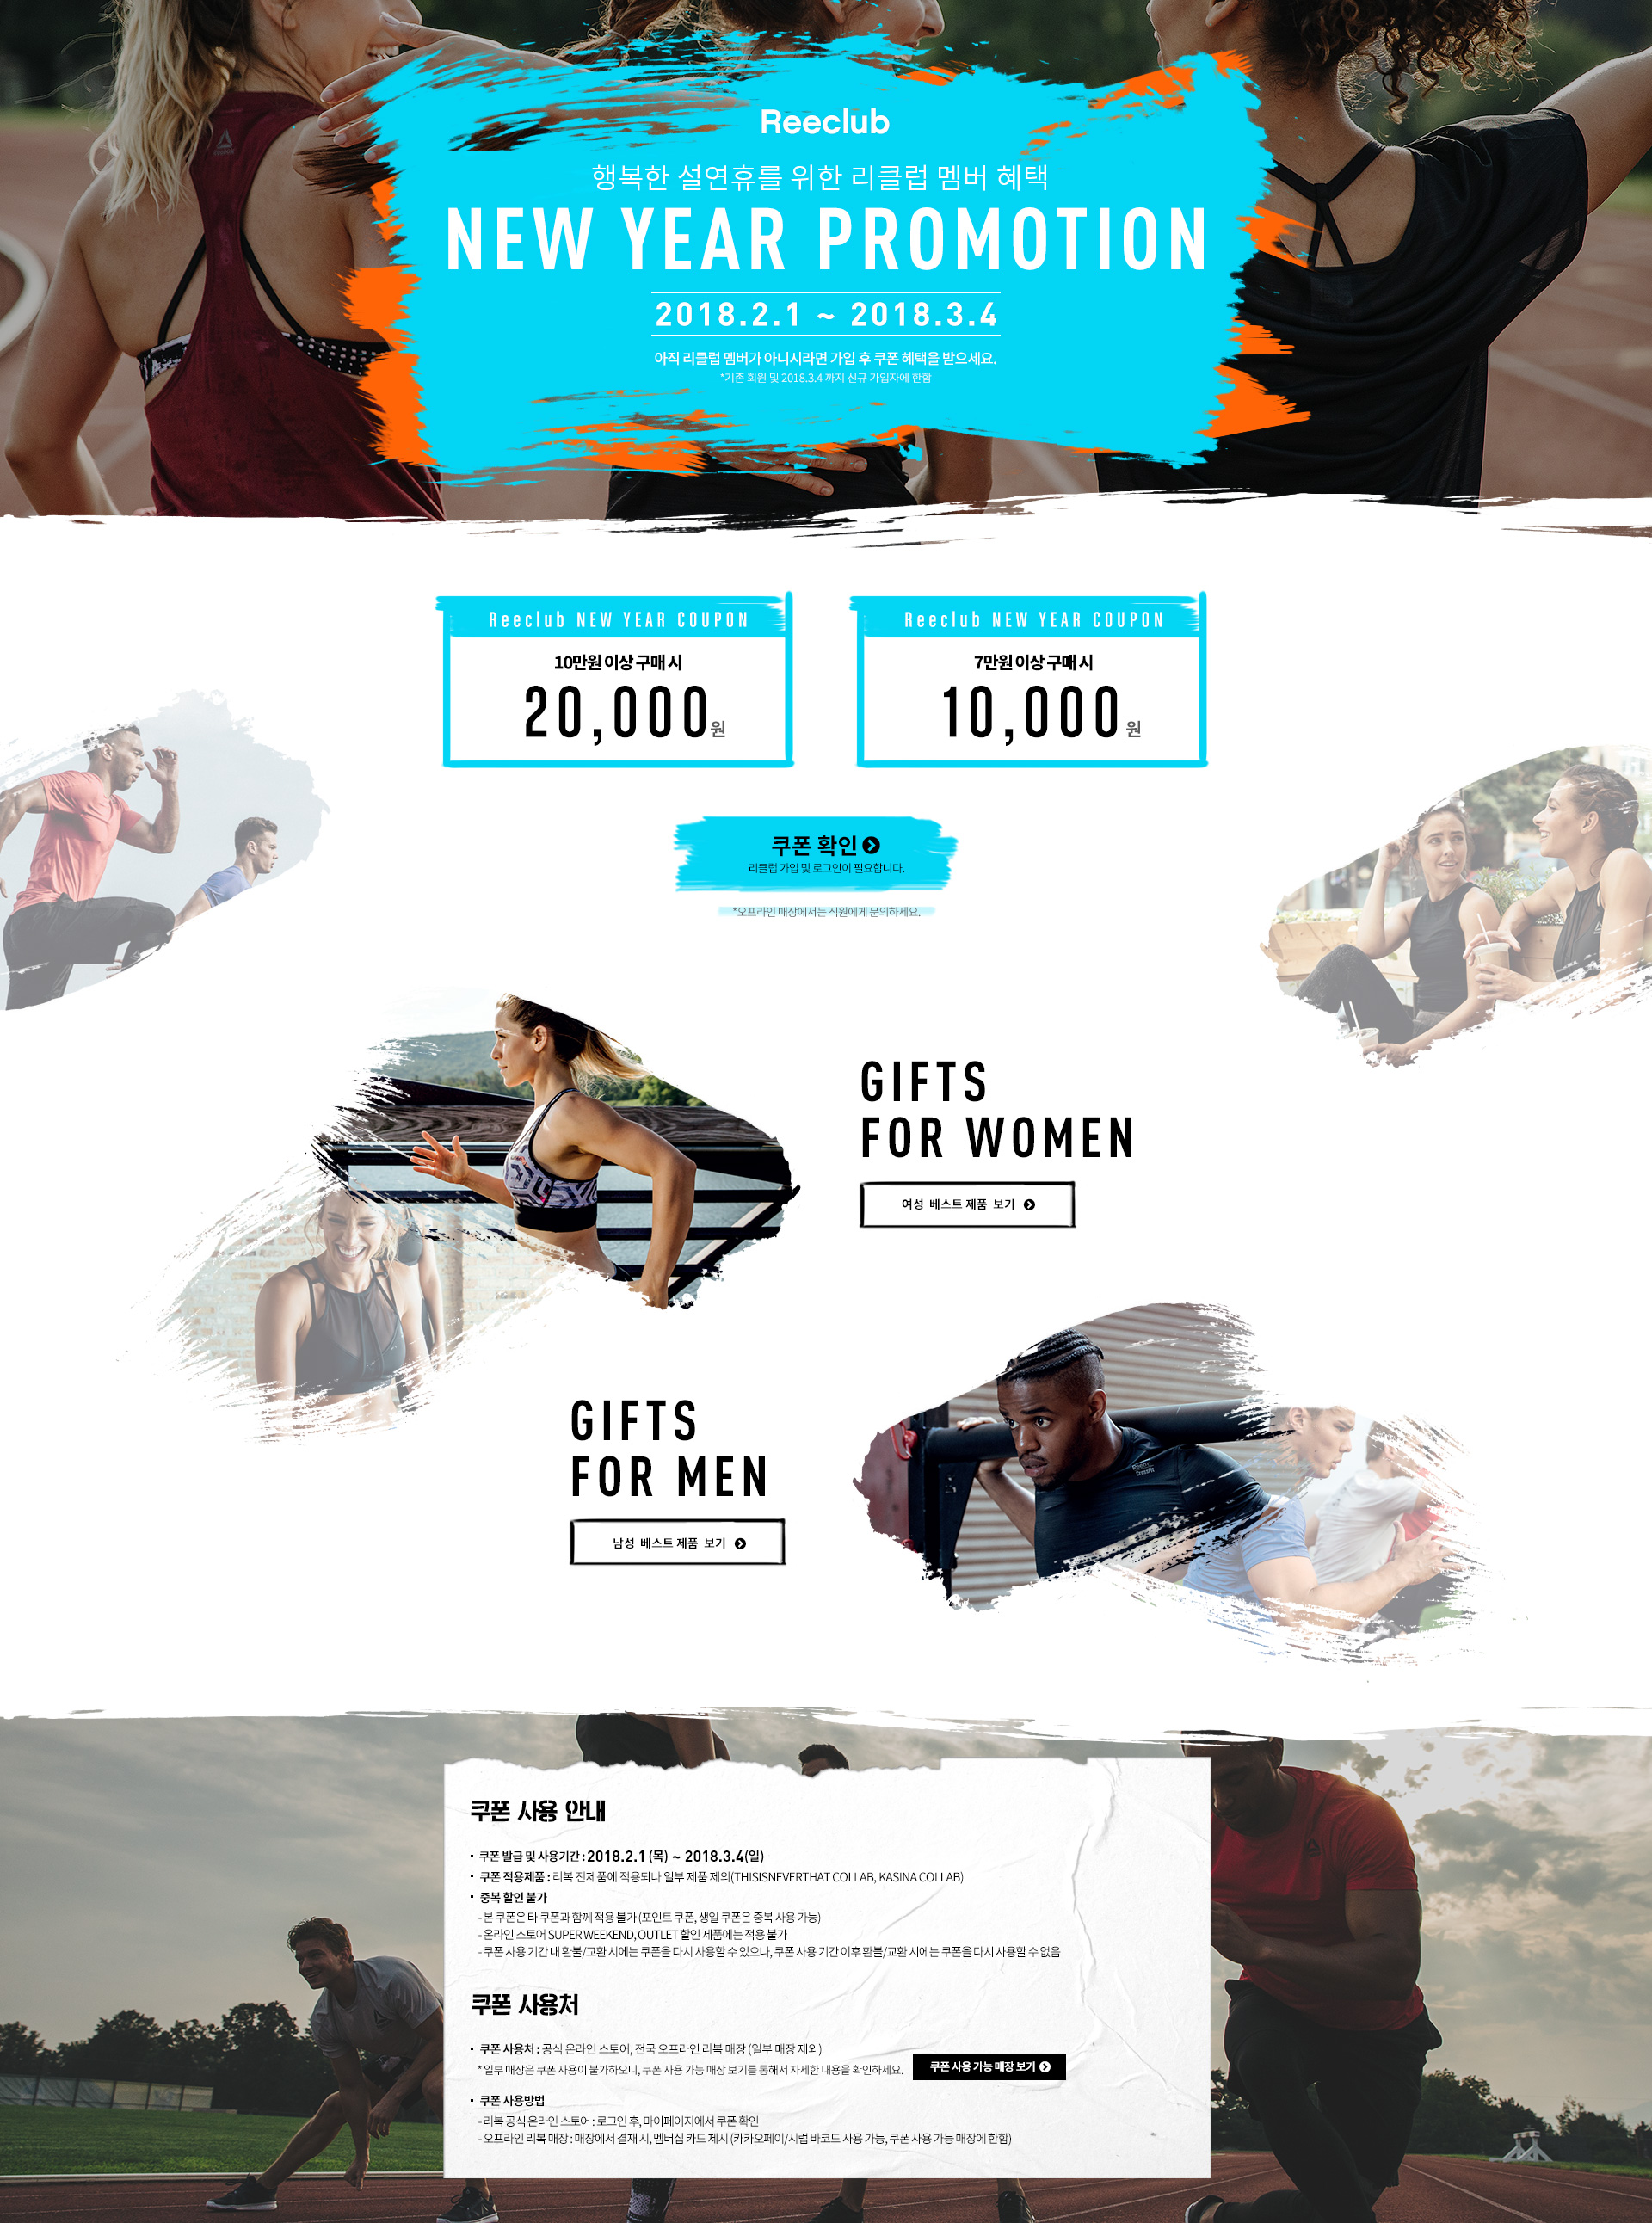 Reeclub
행복한 설연휴를 위한 리클럽 멤버 혜택
NEW YEAR PROMOTION
2018.2.1 ~ 2018.3.4
아직 리클럽 멤버가 아니시라면 가입 후 쿠폰 혜택을 받으세요.
*기존 회원 및 2018.3.4 까지 신규 가입자에 한함
Reeclub NEW YEAR COUPON
10만원 이상 구매 시
20,000원
Reeclub NEW YEAR COUPON
7만원 이상 구매 시
10,000원
쿠폰 확인
리클럽 가입 및 로그인이 필요합니다.
*오프라인 매장에서는 직원에게 문의하세요.
GIFTS
FOR WOMEN
여성 베스트 제품 보기
GIFTS
FOR MEN
남성 베스트 제품 보기
쿠폰 사용 안내
• 쿠폰 발급 및 사용기간 : 2018.2.1 (목) ~ 2018.3.4(일)
• 쿠폰 적용제품 : 리복 전제품에 적용되나 일부 제품 제외(THISISNEVERTHAT COLLAB, KASINA COLLAB)
• 중복 할인 불가
- 본 쿠폰은 타 쿠폰과 함께 적용 불가 (포인트 쿠폰, 생일 쿠폰은 중복 사용 가능)
- 온라인 스토어 SUPER WEEKEND, OUTLET 할인 제품에는 적용 불가
- 쿠폰 사용 기간 내 환불/교환 시에는 쿠폰을 다시 사용할 수 있으나, 쿠폰 사용 기간 이후 환불/교환 시에는 쿠폰을 다시 사용할 수 없음
쿠폰 사용처
• 쿠폰 사용처 : 공식 온라인 스토어, 전국 오프라인 리복 매장 (일부 매장 제외)
* 일부 매장은 쿠폰 사용이 불가하오니, 쿠폰 사용 가능 매장 보기를 통해서 자세한 내용을 확인하세요.
쿠폰 사용 가능 매장 보기
• 쿠폰 사용방법
- 리복 공식 온라인 스토어 : 로그인 후, 마이페이지에서 쿠폰 확인
- 오프라인 리복 매장 : 매장에서 결재 시, 멤버십 카드 제시 (카카오페이/시럽 바코드 사용 가능, 쿠폰 사용 가능 매장에 한함)